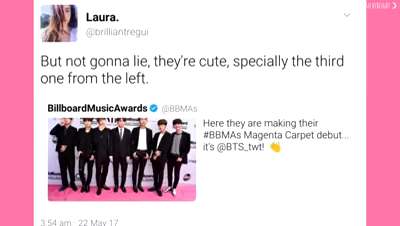 Laura.
@brilliantregui
But not gonna lie, they're cute, specially the third
one from the left.
BillboardMusicAwards @BBMAs
Here they are making their
#BBMAs Magenta Carpet debut...
it's @BTS_twt! 👏
3:54 am · 22 May 17